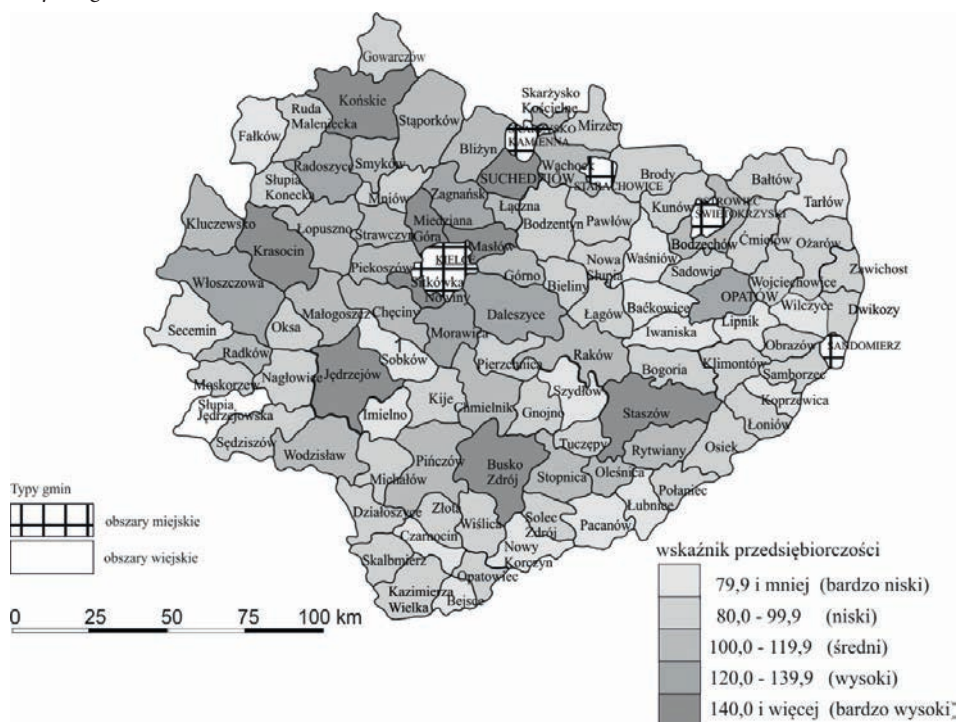 Gowarczów
Końskie
Ruda
Maleniecka
Fałków
Stąporków
Skarżysko
Kościelne
KAMIENNA
Mirzec
Bliżyn
Radoszyce
Smyków
SUCHEDNIÓW
Wąchock
STARACHOWICE
Brody
Bałtów
Słupia
Konecka
Mniów
Zagnańsk
Łączna
Kunów
OSTROWIEC
ŚWIĘTOKRZYSKI
Tarłów
Kluczewsko
Łopuszno
Strawczyn
Miedziana
Góra
Masłów
Bodzentyn
Pawłów
Bodzechów
Ćmielów
Ożarów
Krasocin
Piekoszów
KIELCE
Nowa
Słupia
Waśniów
Sadowie
Wojciechowice
Zawichost
Sitkówka
Nowiny
Górno
Bieliny
Włoszczowa
Małogoszcz
Chęciny
Morawica
Daleszyce
Łagów
Baćkowice
OPATÓW
Wilczyce
Dwikozy
Secemin
Oksa
Iwaniska
Lipnik
Radków
Sobków
Pierzchnica
Raków
Obrazów
SANDOMIERZ
Moskorzew
Nagłowice
Jędrzejów
Bogoria
Klimontów
Samborzec
Słupia
Jędrzejowska
Imielno
Kije
Chmielnik
Gnojno
Szydłów
Staszów
Koprzywnica
Łoniów
Sędziszów
Wodzisław
Pińczów
Busko
Zdrój
Tuczępy
Rytwiany
Osiek
Michałów
Stopnica
Oleśnica
Połaniec
Łubnice
Działoszyce
Złota
Wiślica
Solec
Zdrój
Pacanów
Czarnocin
Nowy
Korczyn
Skalbmierz
Opatowiec
Kazimierza
Wielka
Bejsce
Typy gmin
obszary miejskie
obszary wiejskie
0 25 50 75 100 km
wskaźnik przedsiębiorczości
79,9 i mniej (bardzo niski)
80,0 - 99,9 (niski)
100,0 - 119,9 (średni)
120,0 - 139,9 (wysoki)
140,0 i więcej (bardzo wysoki)